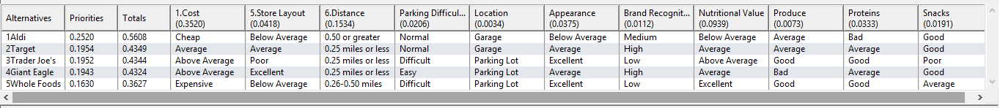 Alternatives Priorities Totals 1.Cost (0.3520) 5.Store Layout (0.0418) 6.Distance (0.1534) Parking Difficul... (0.0206) Location (0.0034) Appearance (0.0375) Brand Recognit... (0.0112) Nutritional Value (0.0939) Produce (0.0073) Proteins (0.0333) Snacks (0.0191)
1Aldi 0.2520 0.5608 Cheap Below Average 0.50 or greater Normal Garage Below Average Medium Below Average Average Bad Good
2Target 0.1954 0.4349 Average Average 0.25 miles or less Normal Garage Average High Average Average Average Good
3Trader Joe's 0.1952 0.4344 Above Average Poor 0.25 miles or less Difficult Parking Lot Excellent Low Above Average Good Good Poor
4Giant Eagle 0.1943 0.4324 Above Average Excellent 0.25 miles or less Easy Parking Lot Average High Average Bad Average Good
5Whole Foods 0.1630 0.3627 Expensive Below Average 0.26-0.50 miles Difficult Parking Lot Excellent Low Excellent Good Good Average